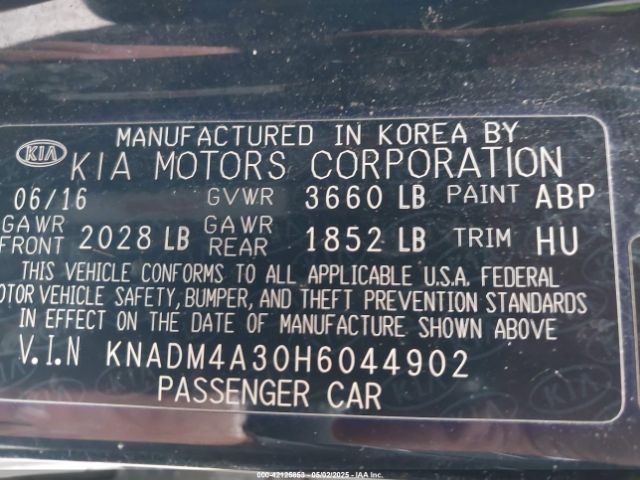 MANUFACTURED IN KOREA BY
KIA KIA MOTORS CORPORATION
06/16 GVWR 3660 LB PAINT ABP
GAWR FRONT 2028 LB GAWR REAR 1852 LB TRIM HU
THIS VEHICLE CONFORMS TO ALL APPLICABLE U.S.A. FEDERAL
OTOR VEHICLE SAFETY, BUMPER, AND THEFT PREVENTION STANDARDS
IN EFFECT ON THE DATE OF MANUFACTURE SHOWN ABOVE
V.I.N KNADM4A30H6044902
PASSENGER CAR
000-42125853 - 05/02/2025 - IAA Inc.